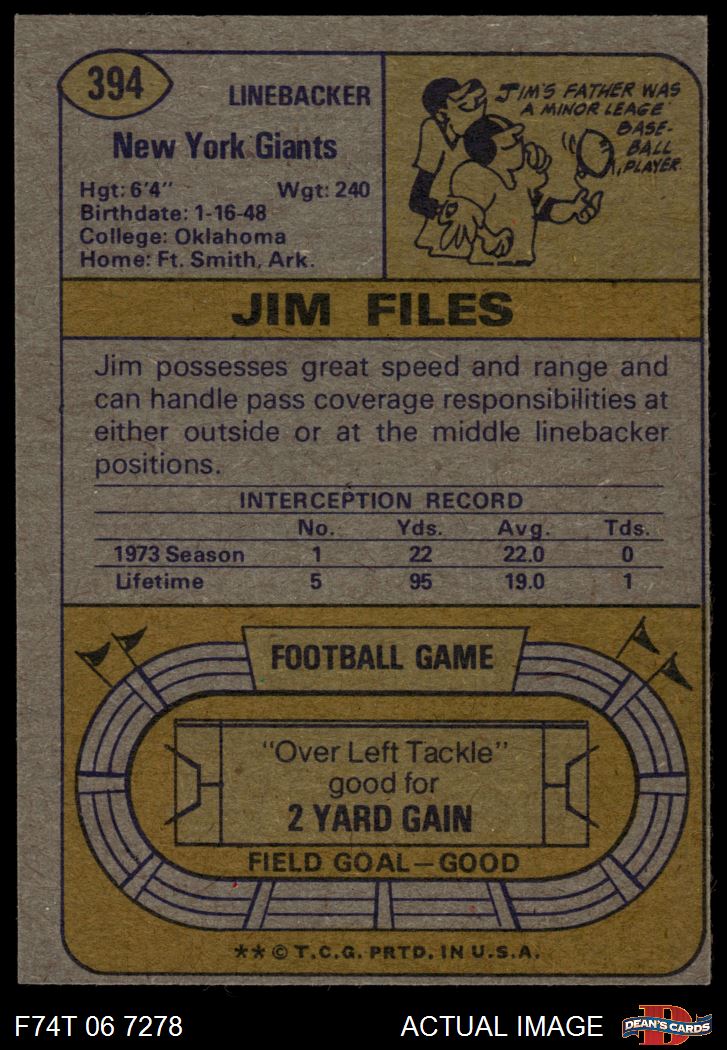 394
LINEBACKER
New York Giants
Hgt: 6'4" Wgt: 240
Birthdate: 1-16-48
College: Oklahoma
Home: Ft. Smith, Ark.
JIM'S FATHER WAS
A MINOR LEAGE
BASE-
BALL
PLAYER.
JIM FILES
Jim possesses great speed and range and
can handle pass coverage responsibilities at
either outside or at the middle linebacker
positions.
INTERCEPTION RECORD
No. Yds. Avg. Tds.
1973 Season 1 22 22.0 0
Lifetime 5 95 19.0 1
FOOTBALL GAME
"Over Left Tackle"
good for
2 YARD GAIN
FIELD GOAL—GOOD
** © T.C.G. PRTD. IN U.S.A.
F74T 06 7278 ACTUAL IMAGE
D
DEAN'S CARDS